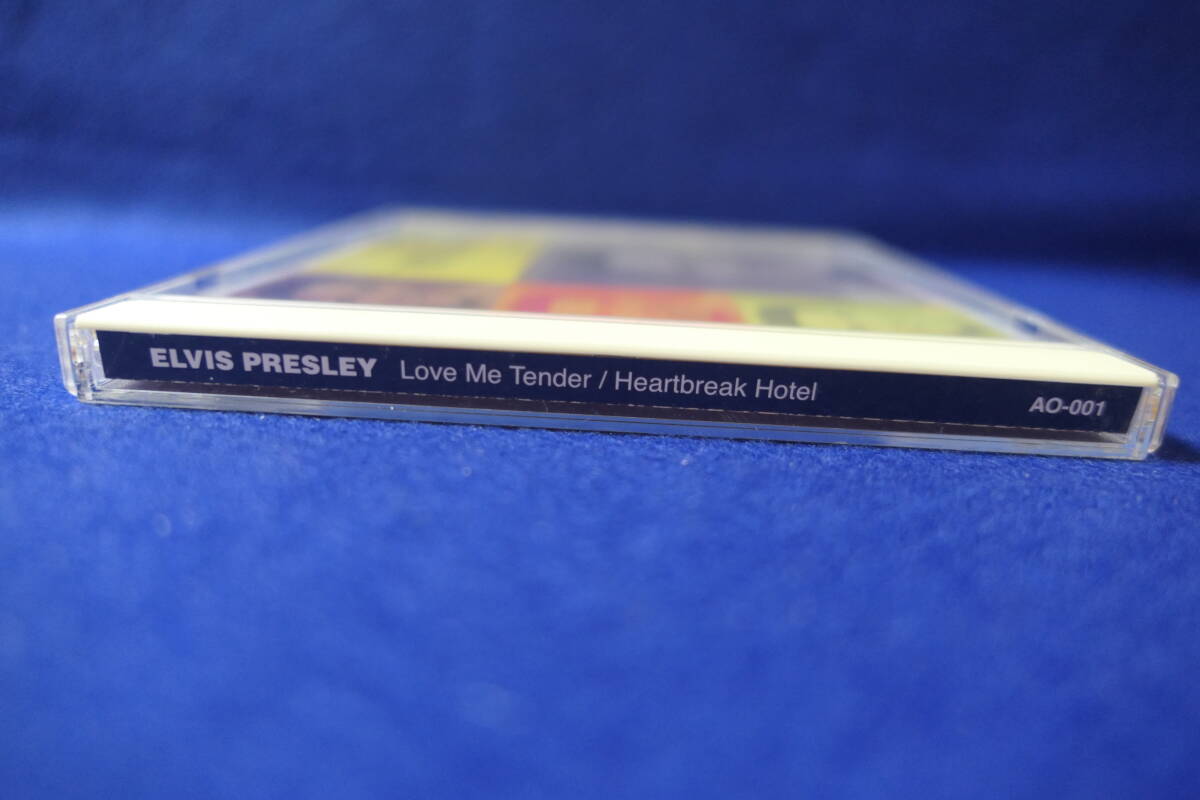 ELVIS PRESLEY Love Me Tender / Heartbreak Hotel AO-001